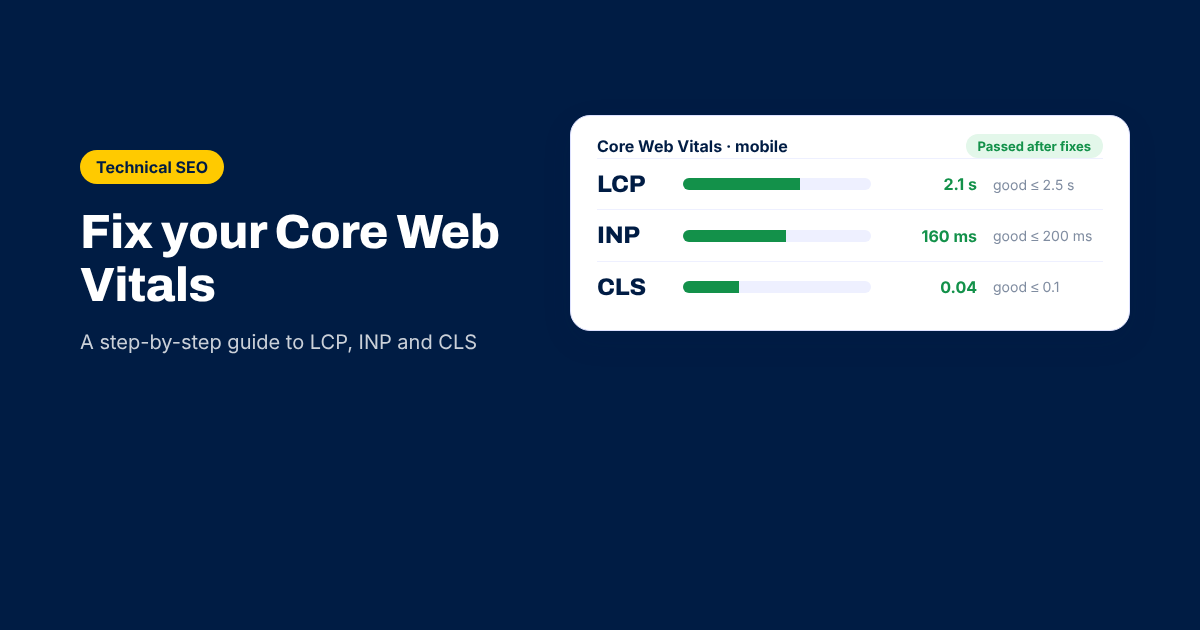 Technical SEO
Fix your Core Web
Vitals
A step-by-step guide to LCP, INP and CLS
Core Web Vitals · mobile
Passed after fixes
LCP 2.1 s good ≤ 2.5 s
INP 160 ms good ≤ 200 ms
CLS 0.04 good ≤ 0.1